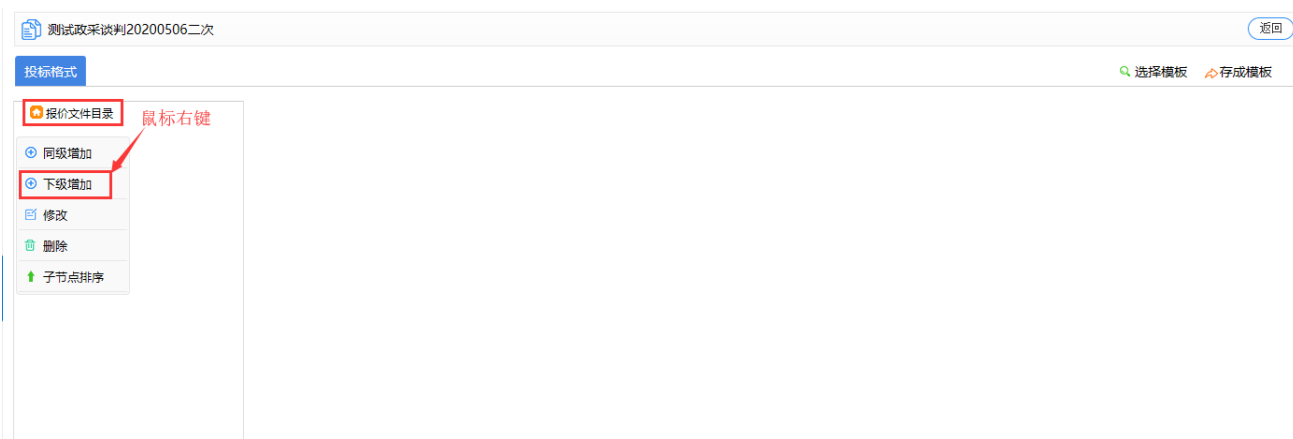 测试政采谈判20200506二次
返回
投标格式
选择模板 存成模板
报价文件目录
鼠标右键
同级增加
下级增加
修改
删除
子节点排序